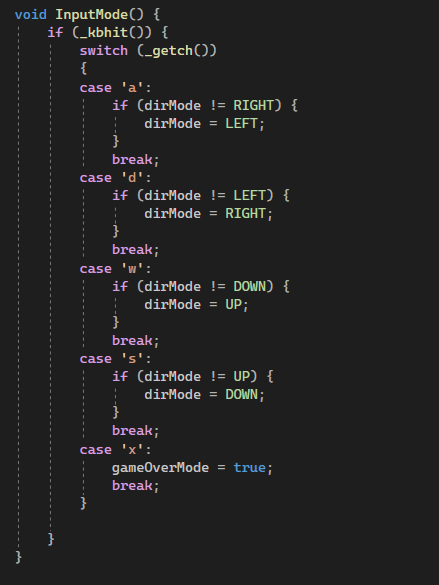 void InputMode() {
    if (_kbhit()) {
        switch (_getch())
        {
        case 'a':
            if (dirMode != RIGHT) {
                dirMode = LEFT;
            }
            break;
        case 'd':
            if (dirMode != LEFT) {
                dirMode = RIGHT;
            }
            break;
        case 'w':
            if (dirMode != DOWN) {
                dirMode = UP;
            }
            break;
        case 's':
            if (dirMode != UP) {
                dirMode = DOWN;
            }
            break;
        case 'x':
            gameOverMode = true;
            break;
        }

    }
}